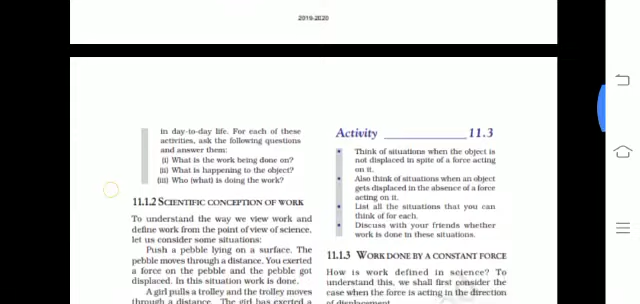 2019-2020
in day-to-day life. For each of these
activities, ask the following questions
and answer them:
(i) What is the work being done on?
(ii) What is happening to the object?
(iii) Who (what) is doing the work?
11.1.2 SCIENTIFIC CONCEPTION OF WORK
To understand the way we view work and
define work from the point of view of science,
let us consider some situations:
Push a pebble lying on a surface. The
pebble moves through a distance. You exerted
a force on the pebble and the pebble got
displaced. In this situation work is done.
A girl pulls a trolley and the trolley moves
through a distance. The girl has exerted a
Activity ______________ 11.3
• Think of situations when the object is
not displaced in spite of a force acting
on it.
• Also think of situations when an object
gets displaced in the absence of a force
acting on it.
• List all the situations that you can
think of for each.
• Discuss with your friends whether
work is done in these situations.
11.1.3 WORK DONE BY A CONSTANT FORCE
How is work defined in science? To
understand this, we shall first consider the
case when the force is acting in the direction
of displacement.